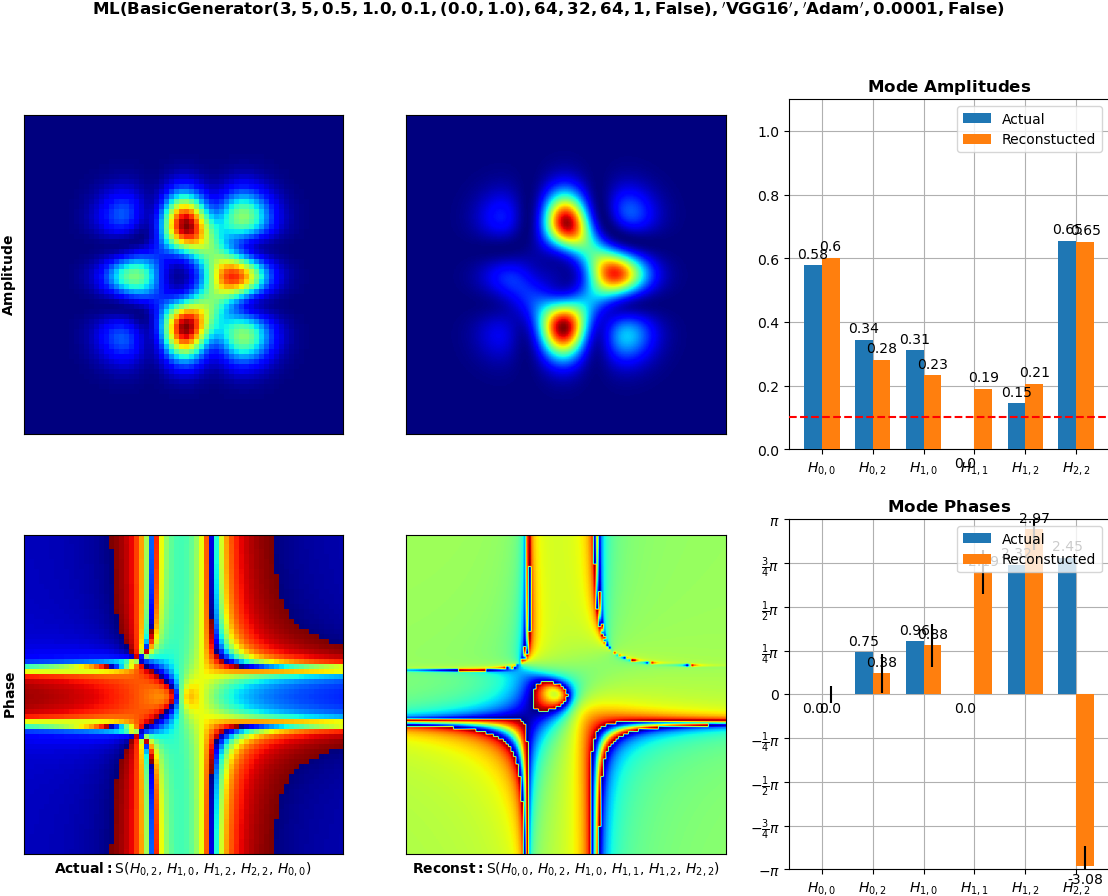 ML(BasicGenerator(3, 5, 0.5, 1.0, 0.1, (0.0, 1.0), 64, 32, 64, 1, False), 'VGG16', 'Adam', 0.0001, False)
Amplitude
Mode Amplitudes
Actual
Reconstucted
1.0
0.8
0.6
0.4
0.2
0.0
0.58
0.6
0.34
0.28
0.31
0.23
0.0
0.19
0.15
0.21
0.65
0.65
H0,0 H0,2 H1,0 H1,1 H1,2 H2,2
Phase
Actual: S(H0,2, H1,0, H1,2, H2,2, H0,0)
Reconst: S(H0,0, H0,2, H1,0, H1,1, H1,2, H2,2)
Mode Phases
Actual
Reconstucted
π
3/4π
1/2π
1/4π
0
−1/4π
−1/2π
−3/4π
−π
0.75
0.38
0.96
0.88
0.0
2.97
2.45
-3.08
H0,0 H0,2 H1,0 H1,1 H1,2 H2,2